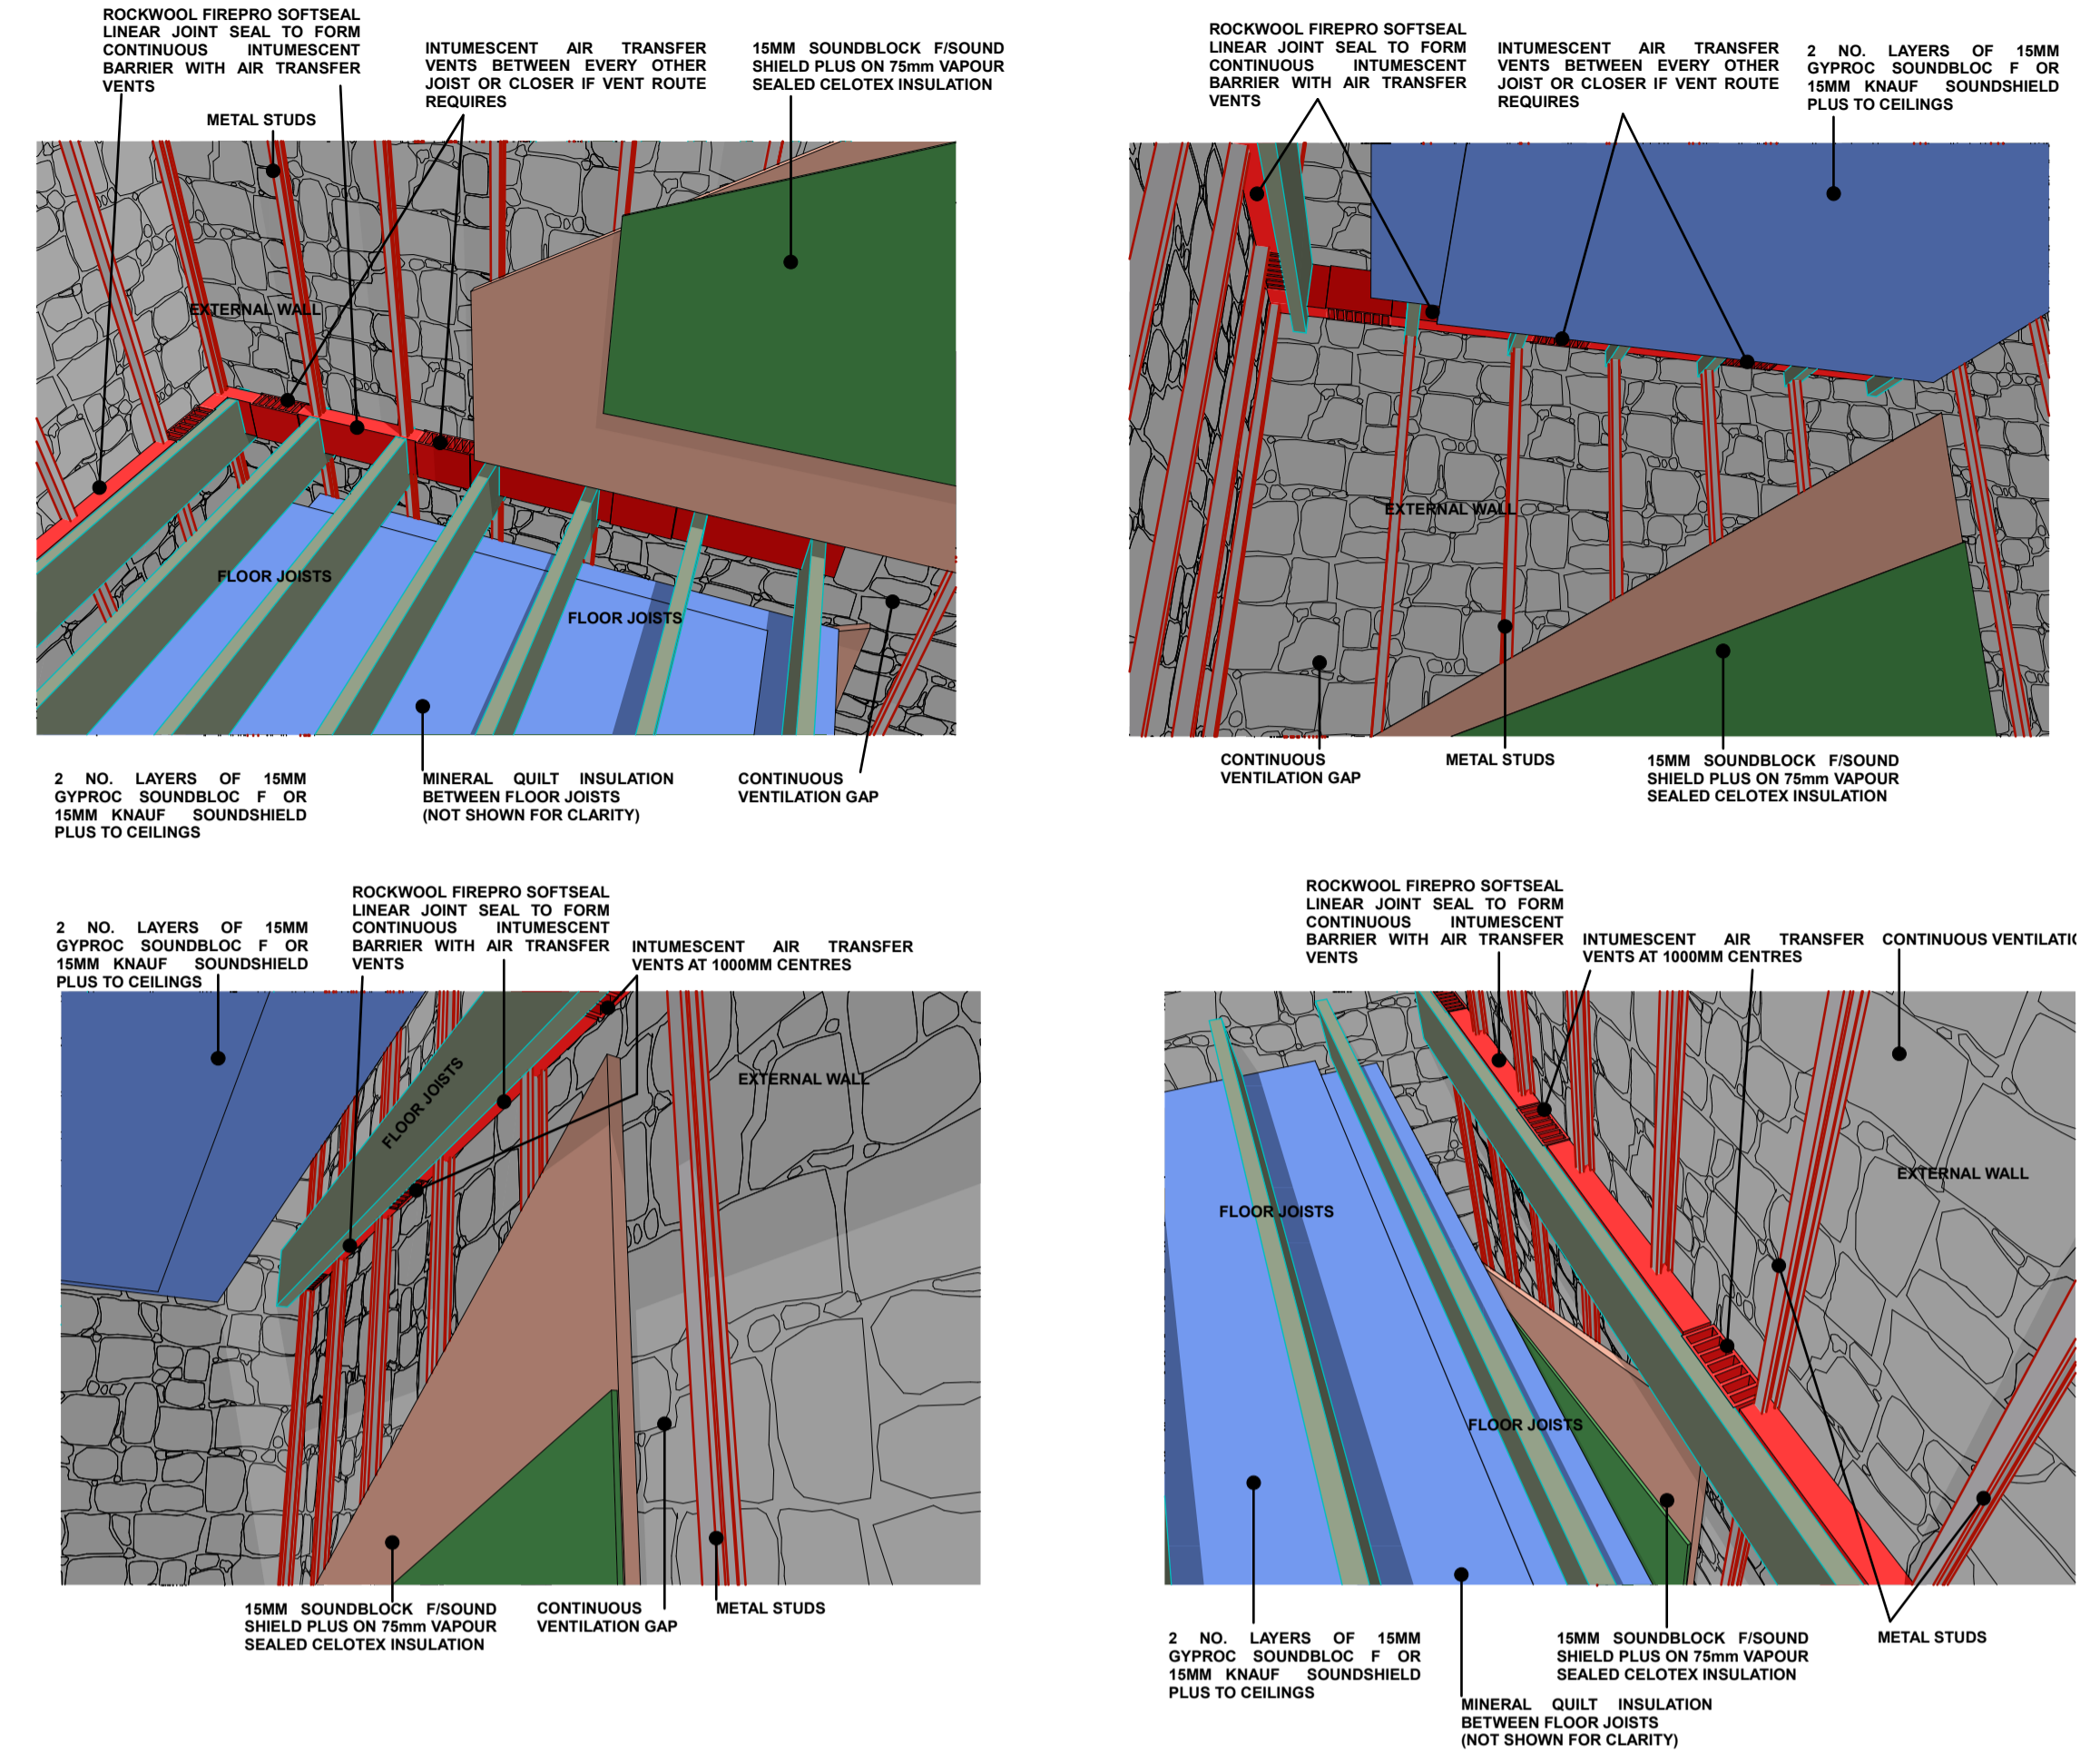 ROCKWOOL FIREPRO SOFTSEAL
LINEAR JOINT SEAL TO FORM
CONTINUOUS INTUMESCENT
BARRIER WITH AIR TRANSFER
VENTS
METAL STUDS
INTUMESCENT AIR TRANSFER
VENTS BETWEEN EVERY OTHER
JOIST OR CLOSER IF VENT ROUTE
REQUIRES
15MM SOUNDBLOCK F/SOUND
SHIELD PLUS ON 75mm VAPOUR
SEALED CELOTEX INSULATION
EXTERNAL WALL
FLOOR JOISTS
FLOOR JOISTS
2 NO. LAYERS OF 15MM
GYPROC SOUNDBLOC F OR
15MM KNAUF SOUNDSHIELD
PLUS TO CEILINGS
MINERAL QUILT INSULATION
BETWEEN FLOOR JOISTS
(NOT SHOWN FOR CLARITY)
CONTINUOUS
VENTILATION GAP
ROCKWOOL FIREPRO SOFTSEAL
LINEAR JOINT SEAL TO FORM
CONTINUOUS INTUMESCENT
BARRIER WITH AIR TRANSFER
VENTS
INTUMESCENT AIR TRANSFER
VENTS BETWEEN EVERY OTHER
JOIST OR CLOSER IF VENT ROUTE
REQUIRES
2 NO. LAYERS OF 15MM
GYPROC SOUNDBLOC F OR
15MM KNAUF SOUNDSHIELD
PLUS TO CEILINGS
EXTERNAL WALL
CONTINUOUS
VENTILATION GAP
METAL STUDS
15MM SOUNDBLOCK F/SOUND
SHIELD PLUS ON 75mm VAPOUR
SEALED CELOTEX INSULATION
2 NO. LAYERS OF 15MM
GYPROC SOUNDBLOC F OR
15MM KNAUF SOUNDSHIELD
PLUS TO CEILINGS
ROCKWOOL FIREPRO SOFTSEAL
LINEAR JOINT SEAL TO FORM
CONTINUOUS INTUMESCENT
BARRIER WITH AIR TRANSFER
VENTS
INTUMESCENT AIR TRANSFER
VENTS AT 1000MM CENTRES
FLOOR JOISTS
EXTERNAL WALL
15MM SOUNDBLOCK F/SOUND
SHIELD PLUS ON 75mm VAPOUR
SEALED CELOTEX INSULATION
CONTINUOUS
VENTILATION GAP
METAL STUDS
ROCKWOOL FIREPRO SOFTSEAL
LINEAR JOINT SEAL TO FORM
CONTINUOUS INTUMESCENT
BARRIER WITH AIR TRANSFER
VENTS
INTUMESCENT AIR TRANSFER
VENTS AT 1000MM CENTRES
CONTINUOUS
EXTERNAL WALL
FLOOR JOISTS
FLOOR JOISTS
2 NO. LAYERS OF 15MM
GYPROC SOUNDBLOC F OR
15MM KNAUF SOUNDSHIELD
PLUS TO CEILINGS
15MM SOUNDBLOCK F/SOUND
SHIELD PLUS ON 75mm VAPOUR
SEALED CELOTEX INSULATION
METAL STUDS
MINERAL QUILT INSULATION
BETWEEN FLOOR JOISTS
(NOT SHOWN FOR CLARITY)